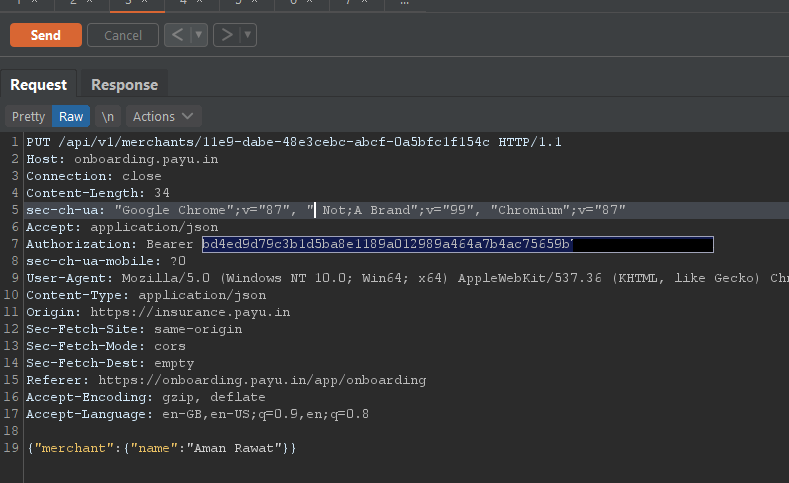 1 × 2 × 3 × 4 × 5 × 6 × 7 × ...
Send Cancel < ▼ > ▼
Request Response
Pretty Raw \n Actions
1 PUT /api/v1/merchants/11e9-dabe-48e3cebc-abcf-0a5bfc1f154c HTTP/1.1
2 Host: onboarding.payu.in
3 Connection: close
4 Content-Length: 34
5 sec-ch-ua: "Google Chrome";v="87", " Not;A Brand";v="99", "Chromium";v="87"
6 Accept: application/json
7 Authorization: Bearer bd4ed9d79c3b1d5ba8e1189a012989a464a7b4ac75659b
8 sec-ch-ua-mobile: ?0
9 User-Agent: Mozilla/5.0 (Windows NT 10.0; Win64; x64) AppleWebKit/537.36 (KHTML, like Gecko) Chr
10 Content-Type: application/json
11 Origin: https://insurance.payu.in
12 Sec-Fetch-Site: same-origin
13 Sec-Fetch-Mode: cors
14 Sec-Fetch-Dest: empty
15 Referer: https://onboarding.payu.in/app/onboarding
16 Accept-Encoding: gzip, deflate
17 Accept-Language: en-GB,en-US;q=0.9,en;q=0.8
18
19 {"merchant":{"name":"Aman Rawat"}}